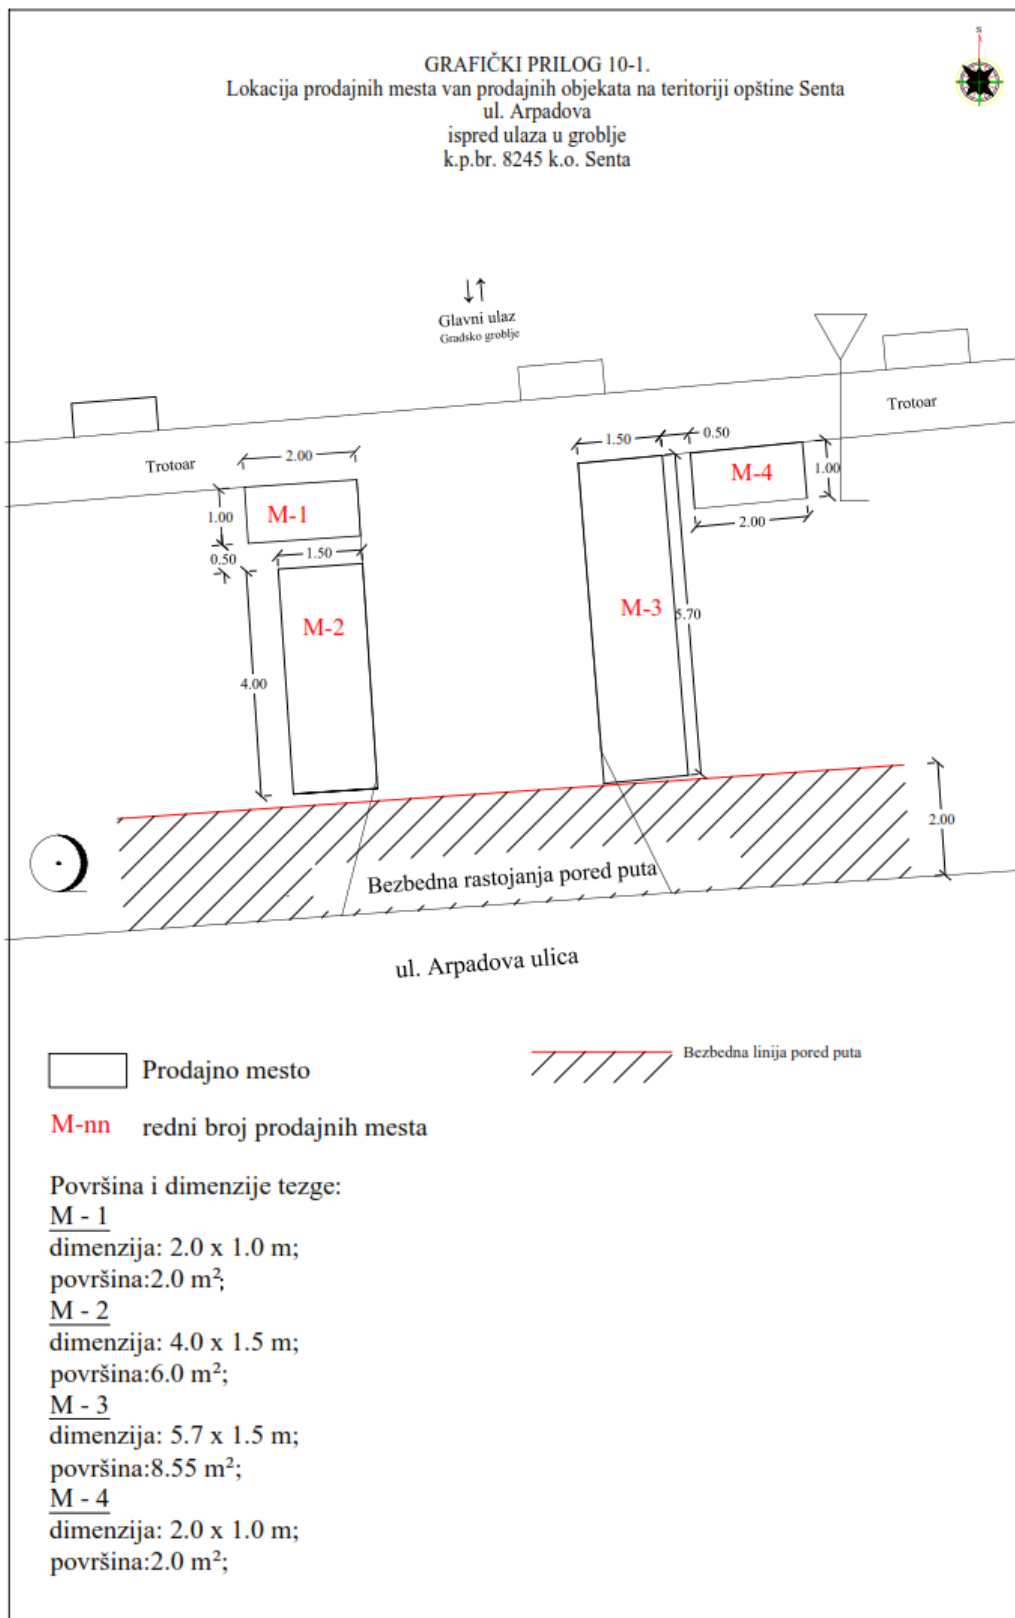 S
GRAFIČKI PRILOG 10-1.
Lokacija prodajnih mesta van prodajnih objekata na teritoriji opštine Senta
ul. Arpadova
ispred ulaza u groblje
k.p.br. 8245 k.o. Senta
Glavni ulaz
Gradsko groblje
Trotoar
Trotoar
2.00
1.00
M-1
0.50
1.50
M-2
4.00
1.50
0.50
M-3
5.70
M-4
1.00
2.00
2.00
Bezbedna rastojanja pored puta
ul. Arpadova ulica
Prodajno mesto
Bezbedna linija pored puta
M-nn redni broj prodajnih mesta
Površina i dimenzije tezge:
M - 1
dimenzija: 2.0 x 1.0 m;
površina:2.0 m²;
M - 2
dimenzija: 4.0 x 1.5 m;
površina:6.0 m²;
M - 3
dimenzija: 5.7 x 1.5 m;
površina:8.55 m²;
M - 4
dimenzija: 2.0 x 1.0 m;
površina:2.0 m²;